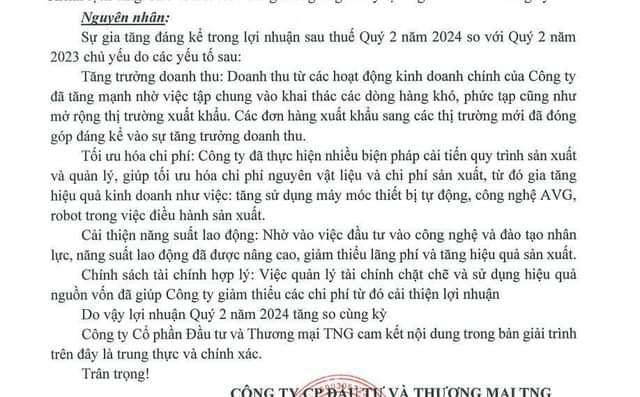 Nguyên nhân:
Sự gia tăng đáng kể trong lợi nhuận sau thuế Quý 2 năm 2024 so với Quý 2 năm
2023 chủ yếu do các yếu tố sau:
Tăng trưởng doanh thu: Doanh thu từ các hoạt động kinh doanh chính của Công ty
đã tăng mạnh nhờ việc tập chung vào khai thác các dòng hàng khó, phức tạp cũng như
mở rộng thị trường xuất khẩu. Các đơn hàng xuất khẩu sang các thị trường mới đã đóng
góp đáng kể vào sự tăng trưởng doanh thu.
Tối ưu hóa chi phí: Công ty đã thực hiện nhiều biện pháp cải tiến quy trình sản xuất
và quản lý, giúp tối ưu hóa chi phí nguyên vật liệu và chi phí sản xuất, từ đó gia tăng
hiệu quả kinh doanh như việc: tăng sử dụng máy móc thiết bị tự động, công nghệ AVG,
robot trong việc điều hành sản xuất.
Cải thiện năng suất lao động: Nhờ vào việc đầu tư vào công nghệ và đào tạo nhân
lực, năng suất lao động đã được nâng cao, giảm thiểu lãng phí và tăng hiệu quả sản xuất.
Chính sách tài chính hợp lý: Việc quản lý tài chính chặt chẽ và sử dụng hiệu quả
nguồn vốn đã giúp Công ty giảm thiểu các chi phí từ đó cải thiện lợi nhuận
Do vậy lợi nhuận Quý 2 năm 2024 tăng so cùng kỳ
Công ty Cổ phần Đầu tư và Thương mại TNG cam kết nội dung trong bản giải trình
trên đây là trung thực và chính xác.
Trân trọng!
CÔNG TY CP ĐẦU TƯ VÀ THƯƠNG MẠI TNG